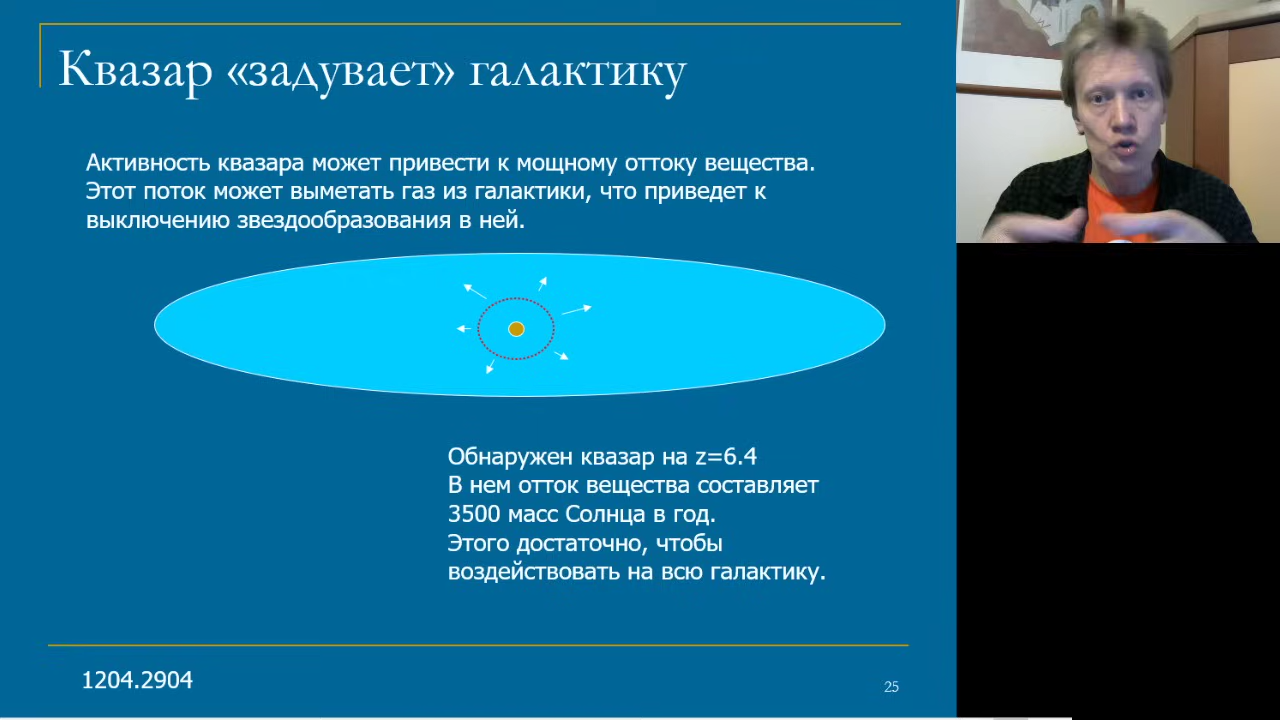 Квазар «задувает» галактику
Активность квазара может привести к мощному оттоку вещества.
Этот поток может выметать газ из галактики, что приведет к
выключению звездообразования в ней.
Обнаружен квазар на z=6.4
В нем отток вещества составляет
3500 масс Солнца в год.
Этого достаточно, чтобы
воздействовать на всю галактику.
1204.2904
25